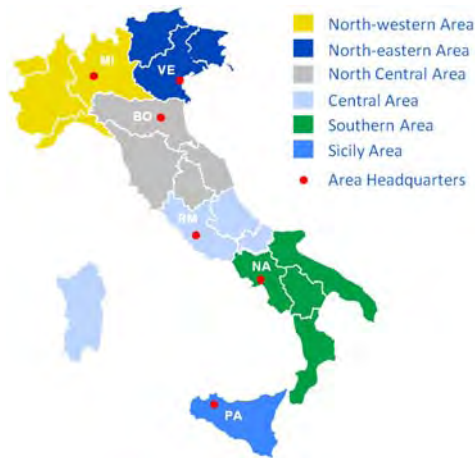 North-western Area
North-eastern Area
North Central Area
Central Area
Southern Area
Sicily Area
Area Headquarters
MI
VE
BO
RM
NA
PA